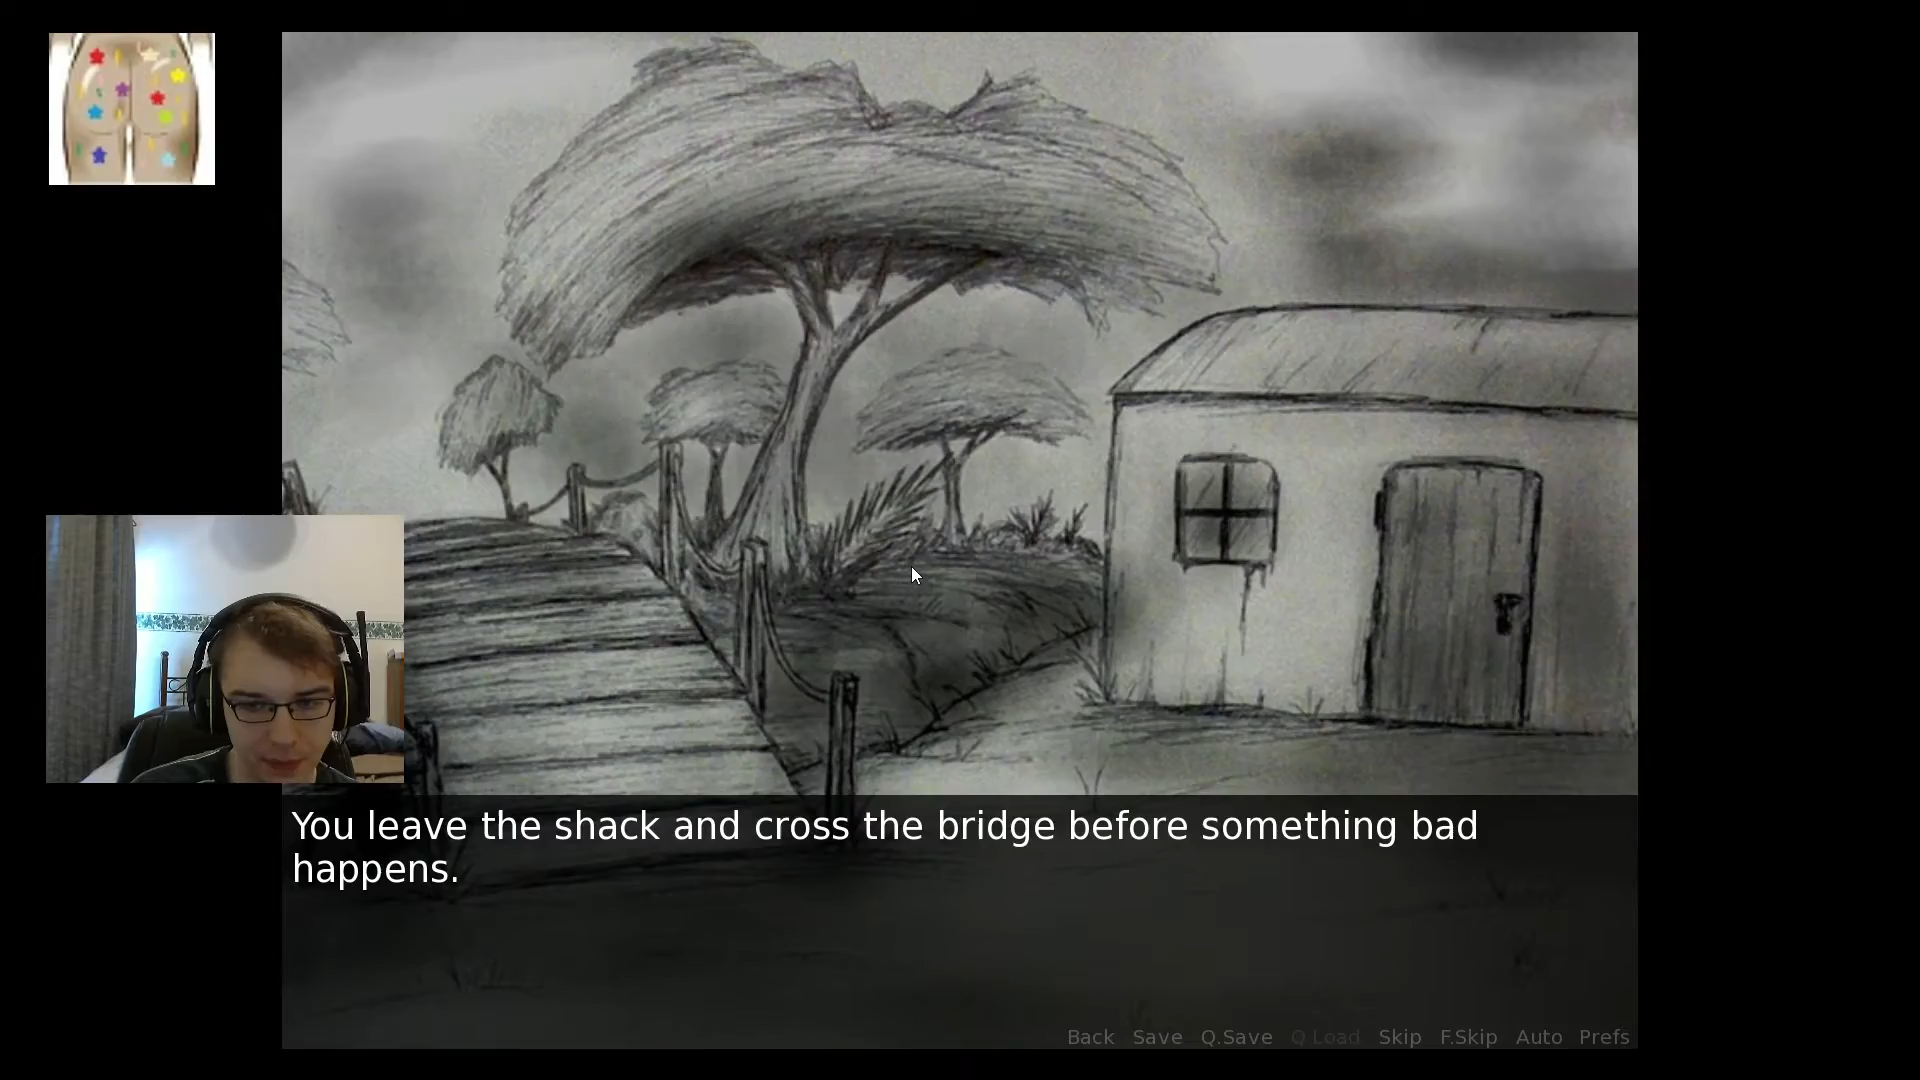 You leave the shack and cross the bridge before something bad
happens.
Back Save Q.Save Q.Load Skip F.Skip Auto Prefs